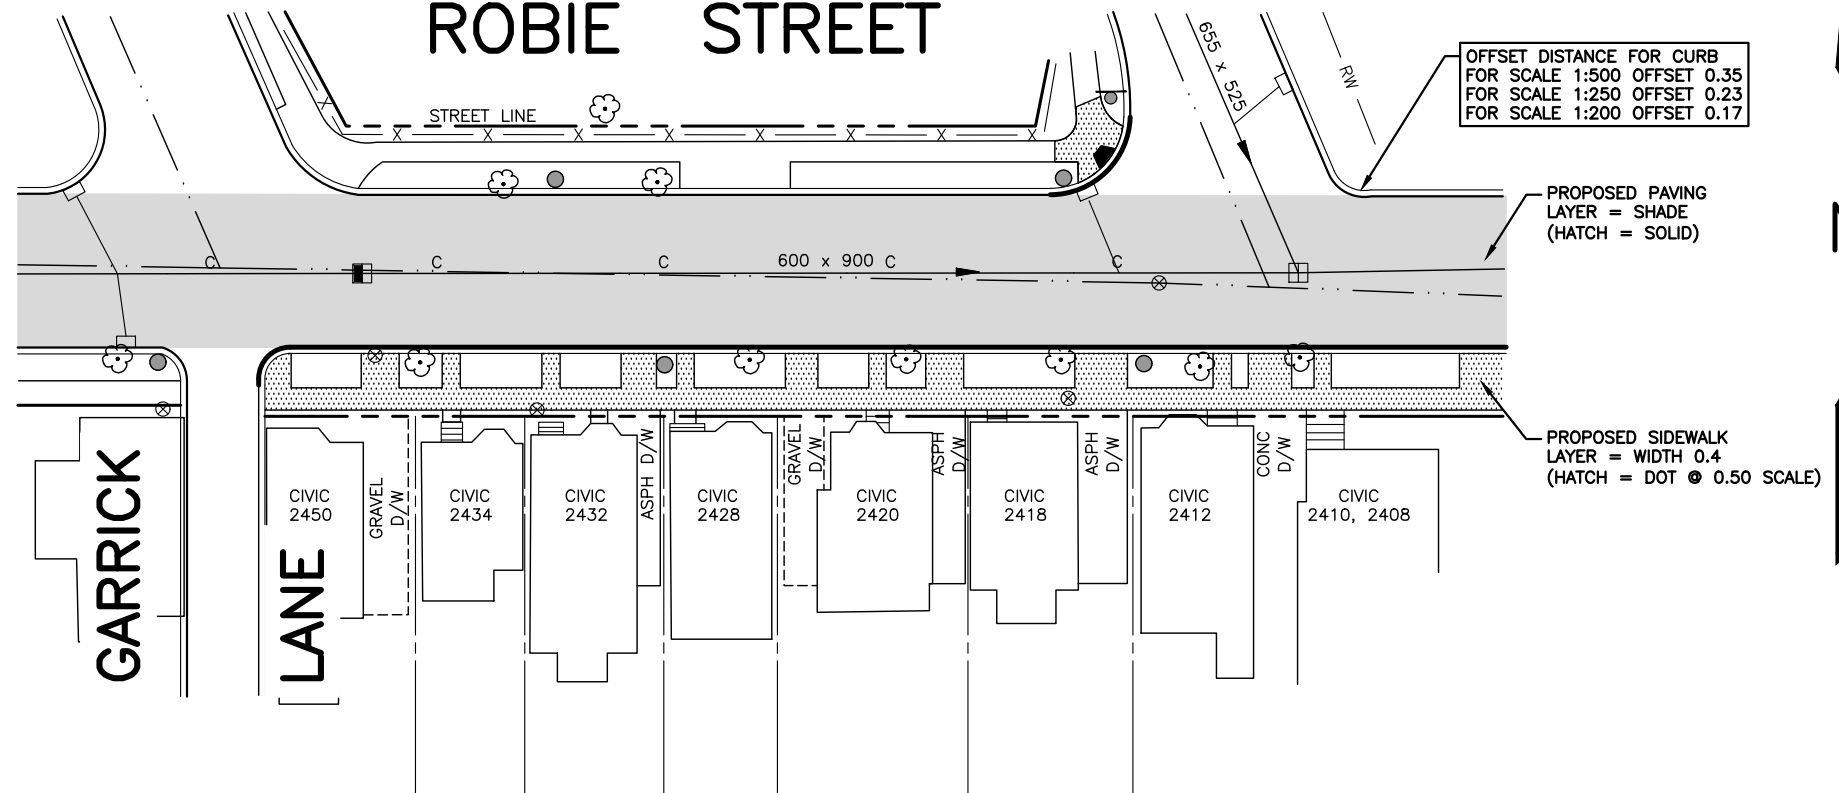 ROBIE STREET
STREET LINE
655 x 525
RW
OFFSET DISTANCE FOR CURB
FOR SCALE 1:500 OFFSET 0.35
FOR SCALE 1:250 OFFSET 0.23
FOR SCALE 1:200 OFFSET 0.17
PROPOSED PAVING
LAYER = SHADE
(HATCH = SOLID)
C
C
C
600 x 900 C
C
PROPOSED SIDEWALK
LAYER = WIDTH 0.4
(HATCH = DOT @ 0.50 SCALE)
GARRICK
LANE
CIVIC
2450
GRAVEL
D/W
CIVIC
2434
CIVIC
2432
ASPH D/W
CIVIC
2428
GRAVEL
D/W
CIVIC
2420
ASPH
D/W
CIVIC
2418
ASPH
D/W
CIVIC
2412
CONC
D/W
CIVIC
2410, 2408